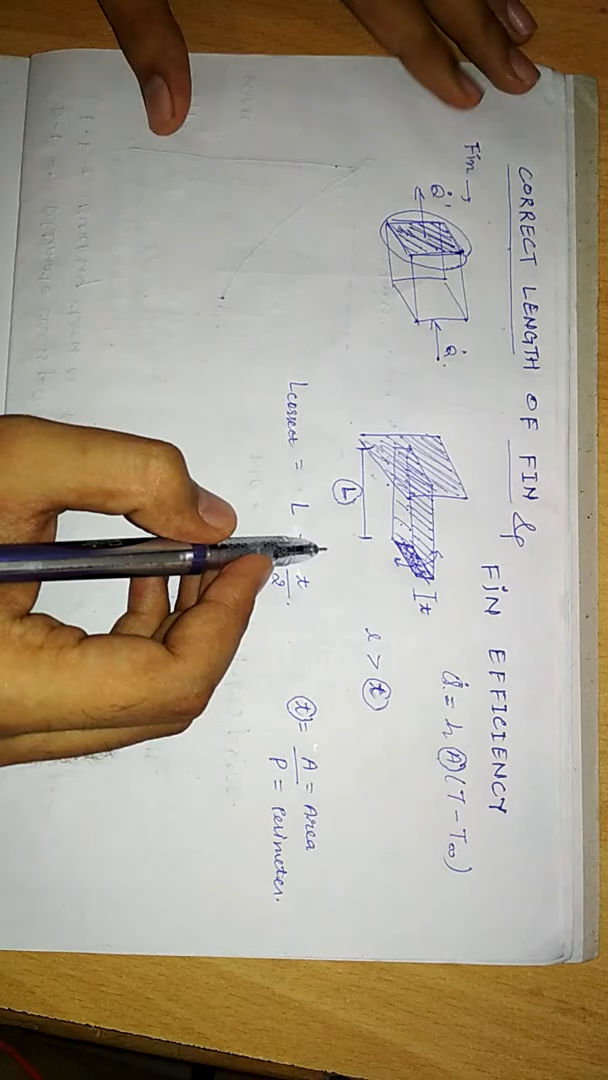 CORRECT LENGTH OF FIN &
FIN EFFICIENCY
Fin →
Q̇'
Q̇.
Q̇. = h A (T - T∞)
t
L
l > t
Lcorrect = L
t
2.
t = A = Area
P = Perimeter.